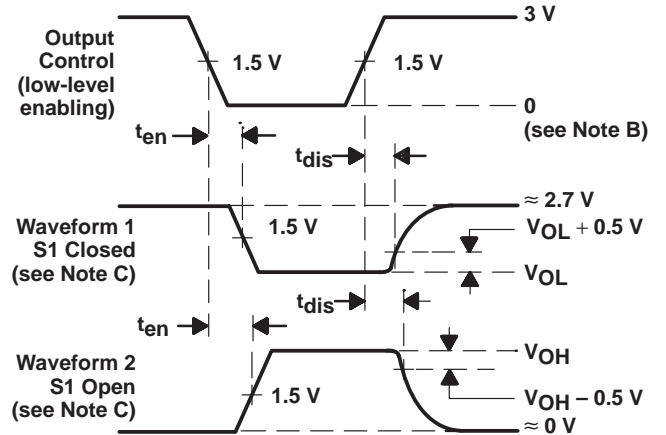 3 V
Output
Control
(low-level
enabling)
1.5 V
1.5 V
0
(see Note B)
ten
tdis
≈ 2.7 V
Waveform 1
S1 Closed
(see Note C)
1.5 V
VOL + 0.5 V
VOL
tdis
ten
Waveform 2
S1 Open
(see Note C)
1.5 V
VOH
VOH – 0.5 V
≈ 0 V